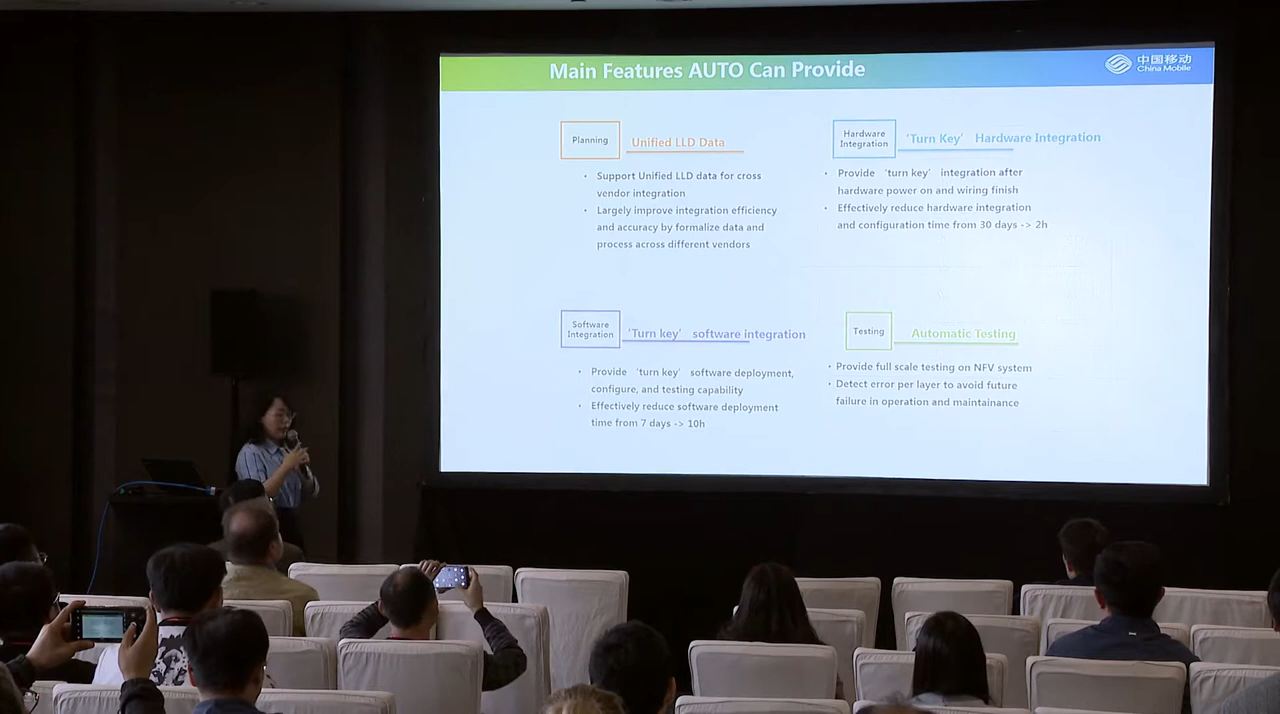 Main Features AUTO Can Provide
中国移动
China Mobile
Planning
Unified LLD Data
• Support Unified LLD data for cross
vendor integration
• Largely improve integration efficiency
and accuracy by formalize data and
process across different vendors
Hardware
Integration
‘Turn Key’ Hardware Integration
• Provide ‘turn key’ integration after
hardware power on and wiring finish
• Effectively reduce hardware integration
and configuration time from 30 days -> 2h
Software
Integration
‘Turn key’ software integration
• Provide ‘turn key’ software deployment,
configure, and testing capability
• Effectively reduce software deployment
time from 7 days -> 10h
Testing
Automatic Testing
• Provide full scale testing on NFV system
• Detect error per layer to avoid future
failure in operation and maintainance